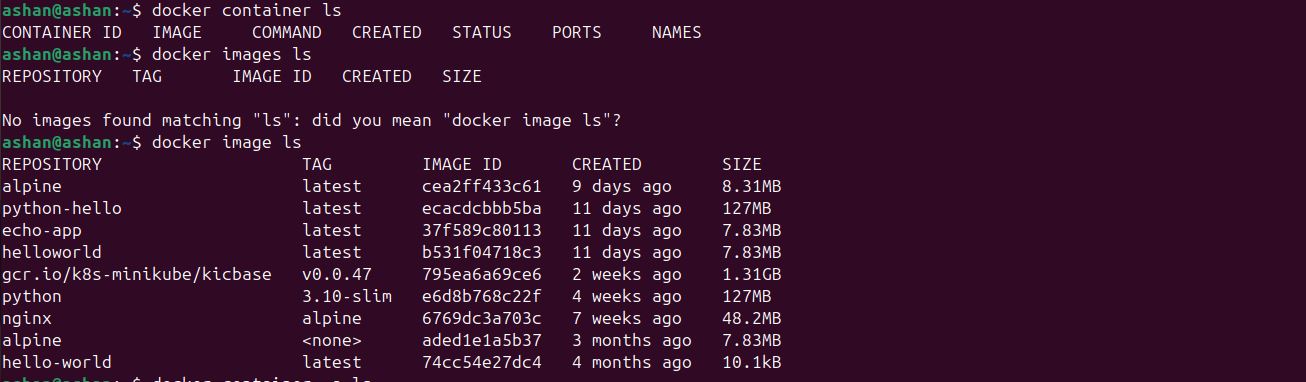 ashan@ashan:~$ docker container ls
CONTAINER ID   IMAGE     COMMAND   CREATED   STATUS    PORTS     NAMES
ashan@ashan:~$ docker images ls
REPOSITORY   TAG       IMAGE ID   CREATED   SIZE

No images found matching "ls": did you mean "docker image ls"?
ashan@ashan:~$ docker image ls
REPOSITORY                    TAG         IMAGE ID       CREATED        SIZE
alpine                        latest      cea2ff433c61   9 days ago     8.31MB
python-hello                  latest      ecacdcbbb5ba   11 days ago    127MB
echo-app                      latest      37f589c80113   11 days ago    7.83MB
helloworld                    latest      b531f04718c3   11 days ago    7.83MB
gcr.io/k8s-minikube/kicbase   v0.0.47     795ea6a69ce6   2 weeks ago    1.31GB
python                        3.10-slim   e6d8b768c22f   4 weeks ago    127MB
nginx                         alpine      6769dc3a703c   7 weeks ago    48.2MB
alpine                        <none>      aded1e1a5b37   3 months ago   7.83MB
hello-world                   latest      74cc54e27dc4   4 months ago   10.1kB